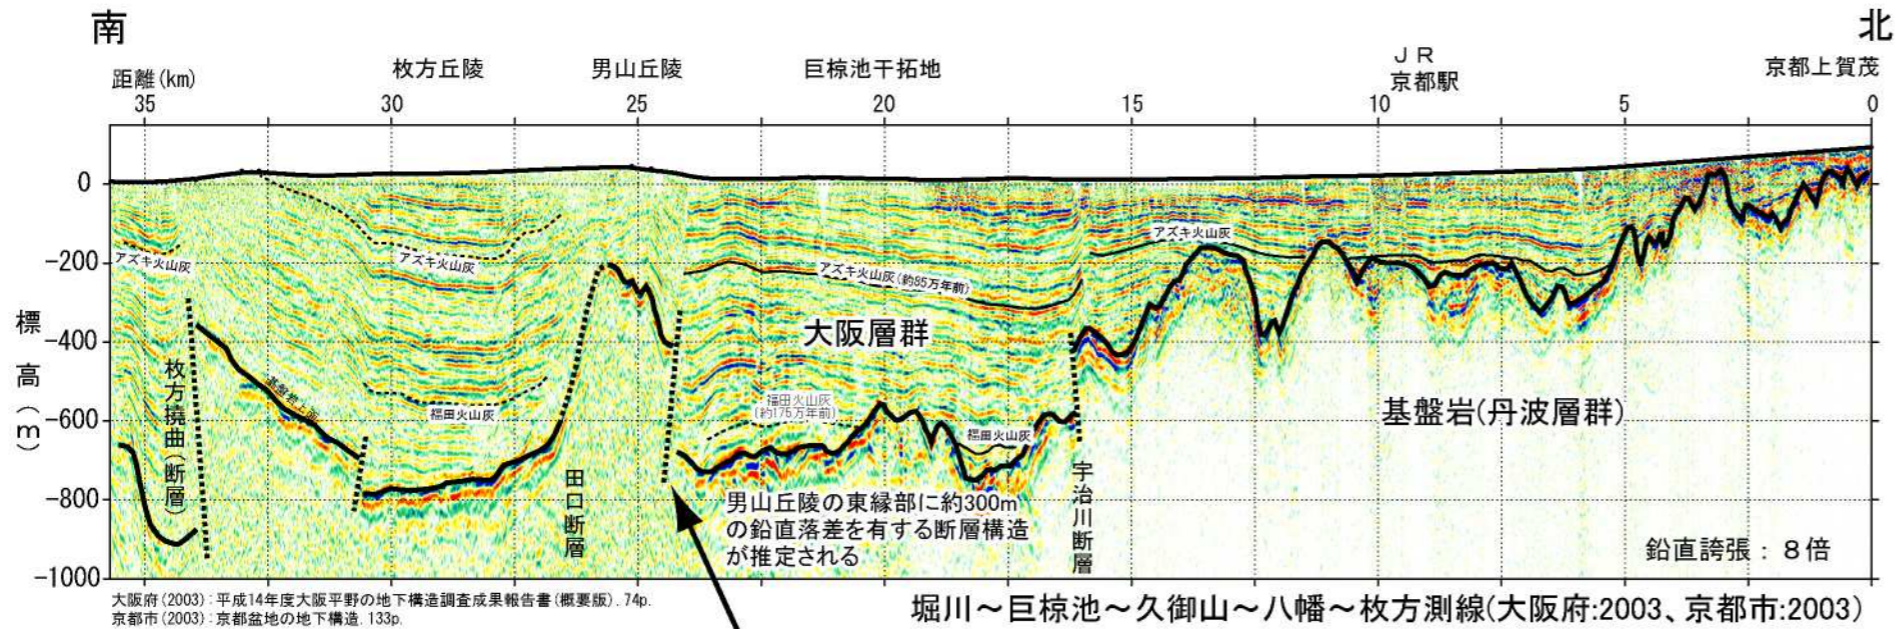 南
北
枚方丘陵
男山丘陵
巨椋池干拓地
JR
京都駅
京都上賀茂
距離(km)
35
30
25
20
15
10
5
0
標高(m)
0
-200
-400
-600
-800
-1000
アズキ火山灰
アズキ火山灰
アズキ火山灰(約85万年前)
アズキ火山灰
大阪層群
枚方撓曲(断層)
基盤岩上面
福田火山灰
福田火山灰
(約175万年前)
福田火山灰
基盤岩(丹波層群)
田口断層
宇治川断層
男山丘陵の東縁部に約300m
の鉛直落差を有する断層構造
が推定される
鉛直誇張：８倍
大阪府(2003):平成14年度大阪平野の地下構造調査成果報告書(概要版).74p.
京都市(2003):京都盆地の地下構造.133p.
堀川～巨椋池～久御山～八幡～枚方測線(大阪府:2003、京都市:2003)